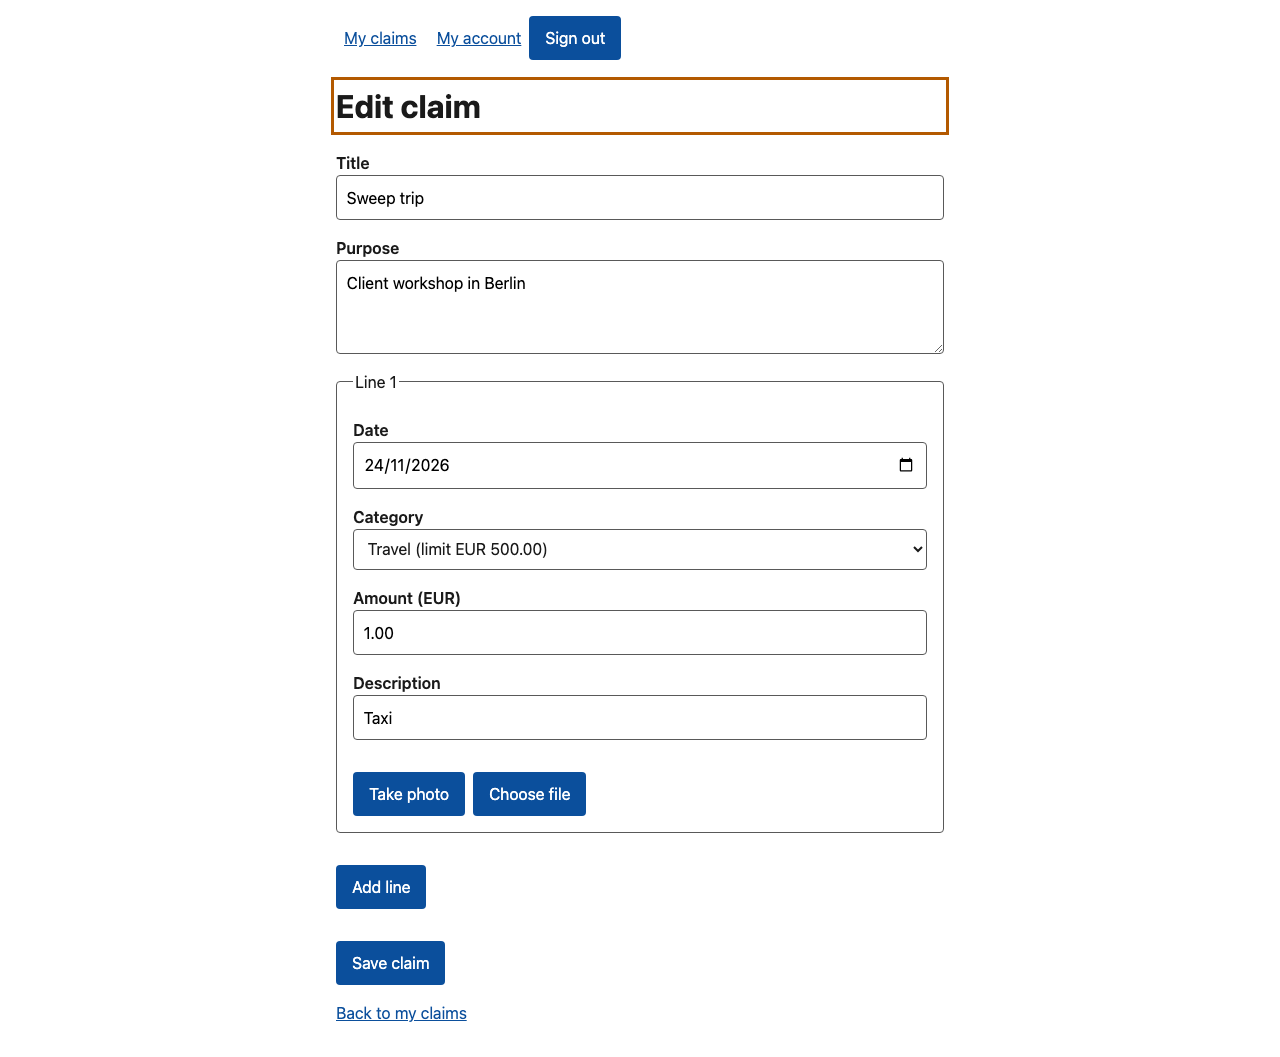 My claims My account Sign out
Edit claim
Title
Sweep trip
Purpose
Client workshop in Berlin
Line 1
Date
24/11/2026
Category
Travel (limit EUR 500.00)
Amount (EUR)
1.00
Description
Taxi
Take photo Choose file
Add line
Save claim
Back to my claims